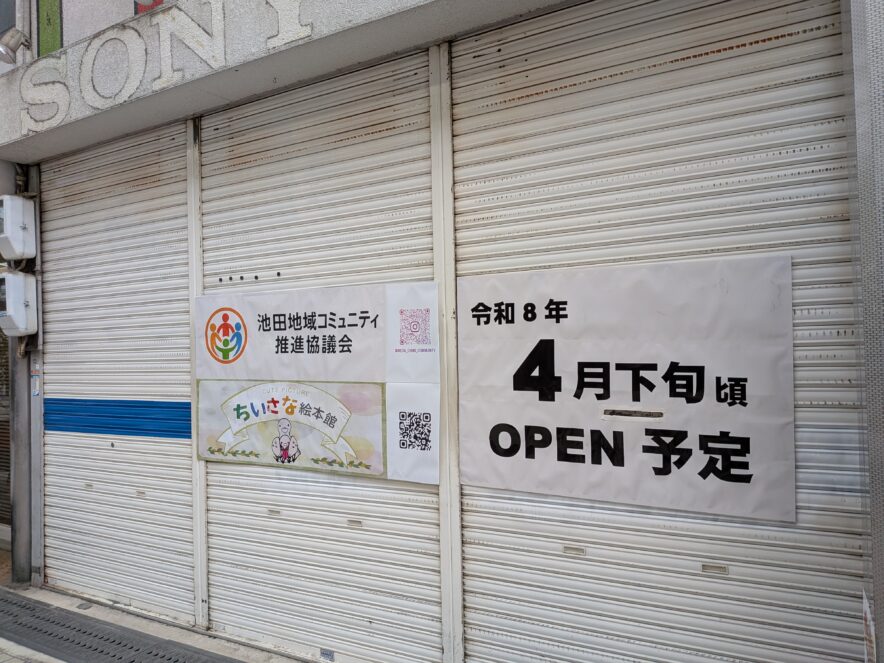 SONY
池田地域コミュニティ
推進協議会
ちいさな絵本館
令和8年
4月下旬頃
OPEN 予定